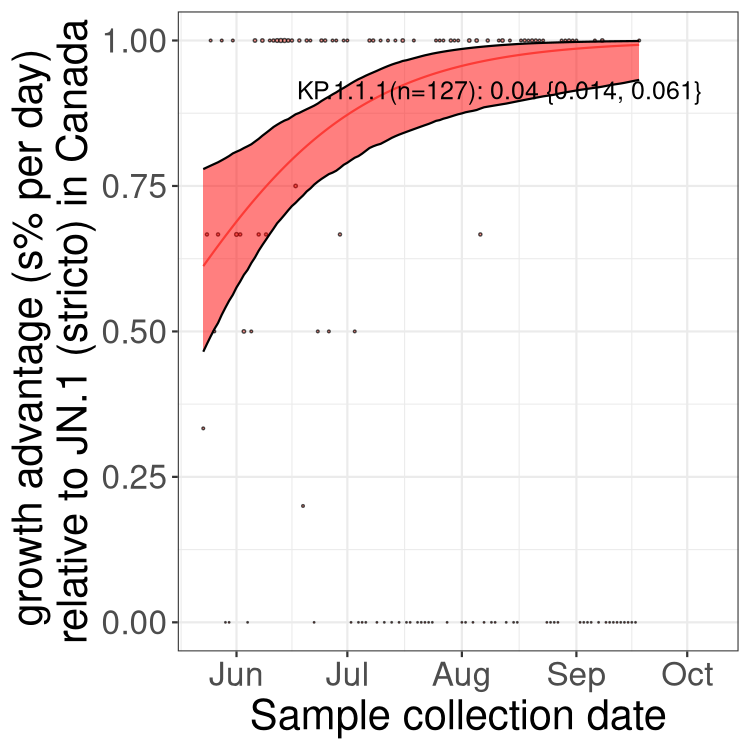 growth advantage (s% per day)
relative to JN.1 (stricto) in Canada
1.00
0.75
0.50
0.25
0.00
KP.1.1.1(n=127): 0.04 {0.014, 0.061}
Jun
Jul
Aug
Sep
Oct
Sample collection date